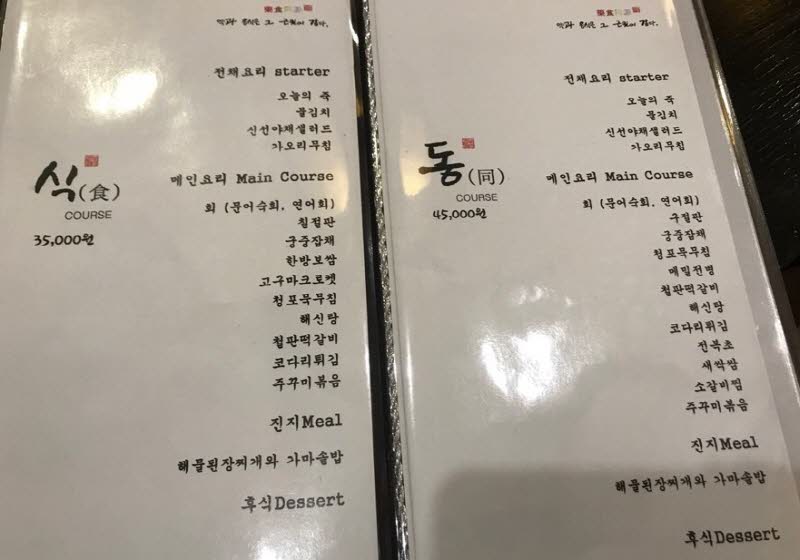 전채요리 starter
오늘의 죽
물김치
신선야채샐러드
가오리무침
식(食)
COURSE
35,000원
메인요리 Main Course
회 (문어숙회, 연어회)
칠절판
궁중잡채
한방보쌈
고구마크로켓
청포묵무침
해신탕
철판떡갈비
코다리튀김
주꾸미볶음
진지Meal
해물된장찌개와 가마솥밥
후식Dessert
전채요리 starter
오늘의 죽
물김치
신선야채샐러드
가오리무침
동(同)
COURSE
45,000원
메인요리 Main Course
회 (문어숙회, 연어회)
구절판
궁중잡채
청포묵무침
메밀전병
철판떡갈비
해신탕
코다리튀김
전복초
새싹쌈
소갈비찜
주꾸미볶음
진지Meal
해물된장찌개와 가마솥밥
후식Dessert